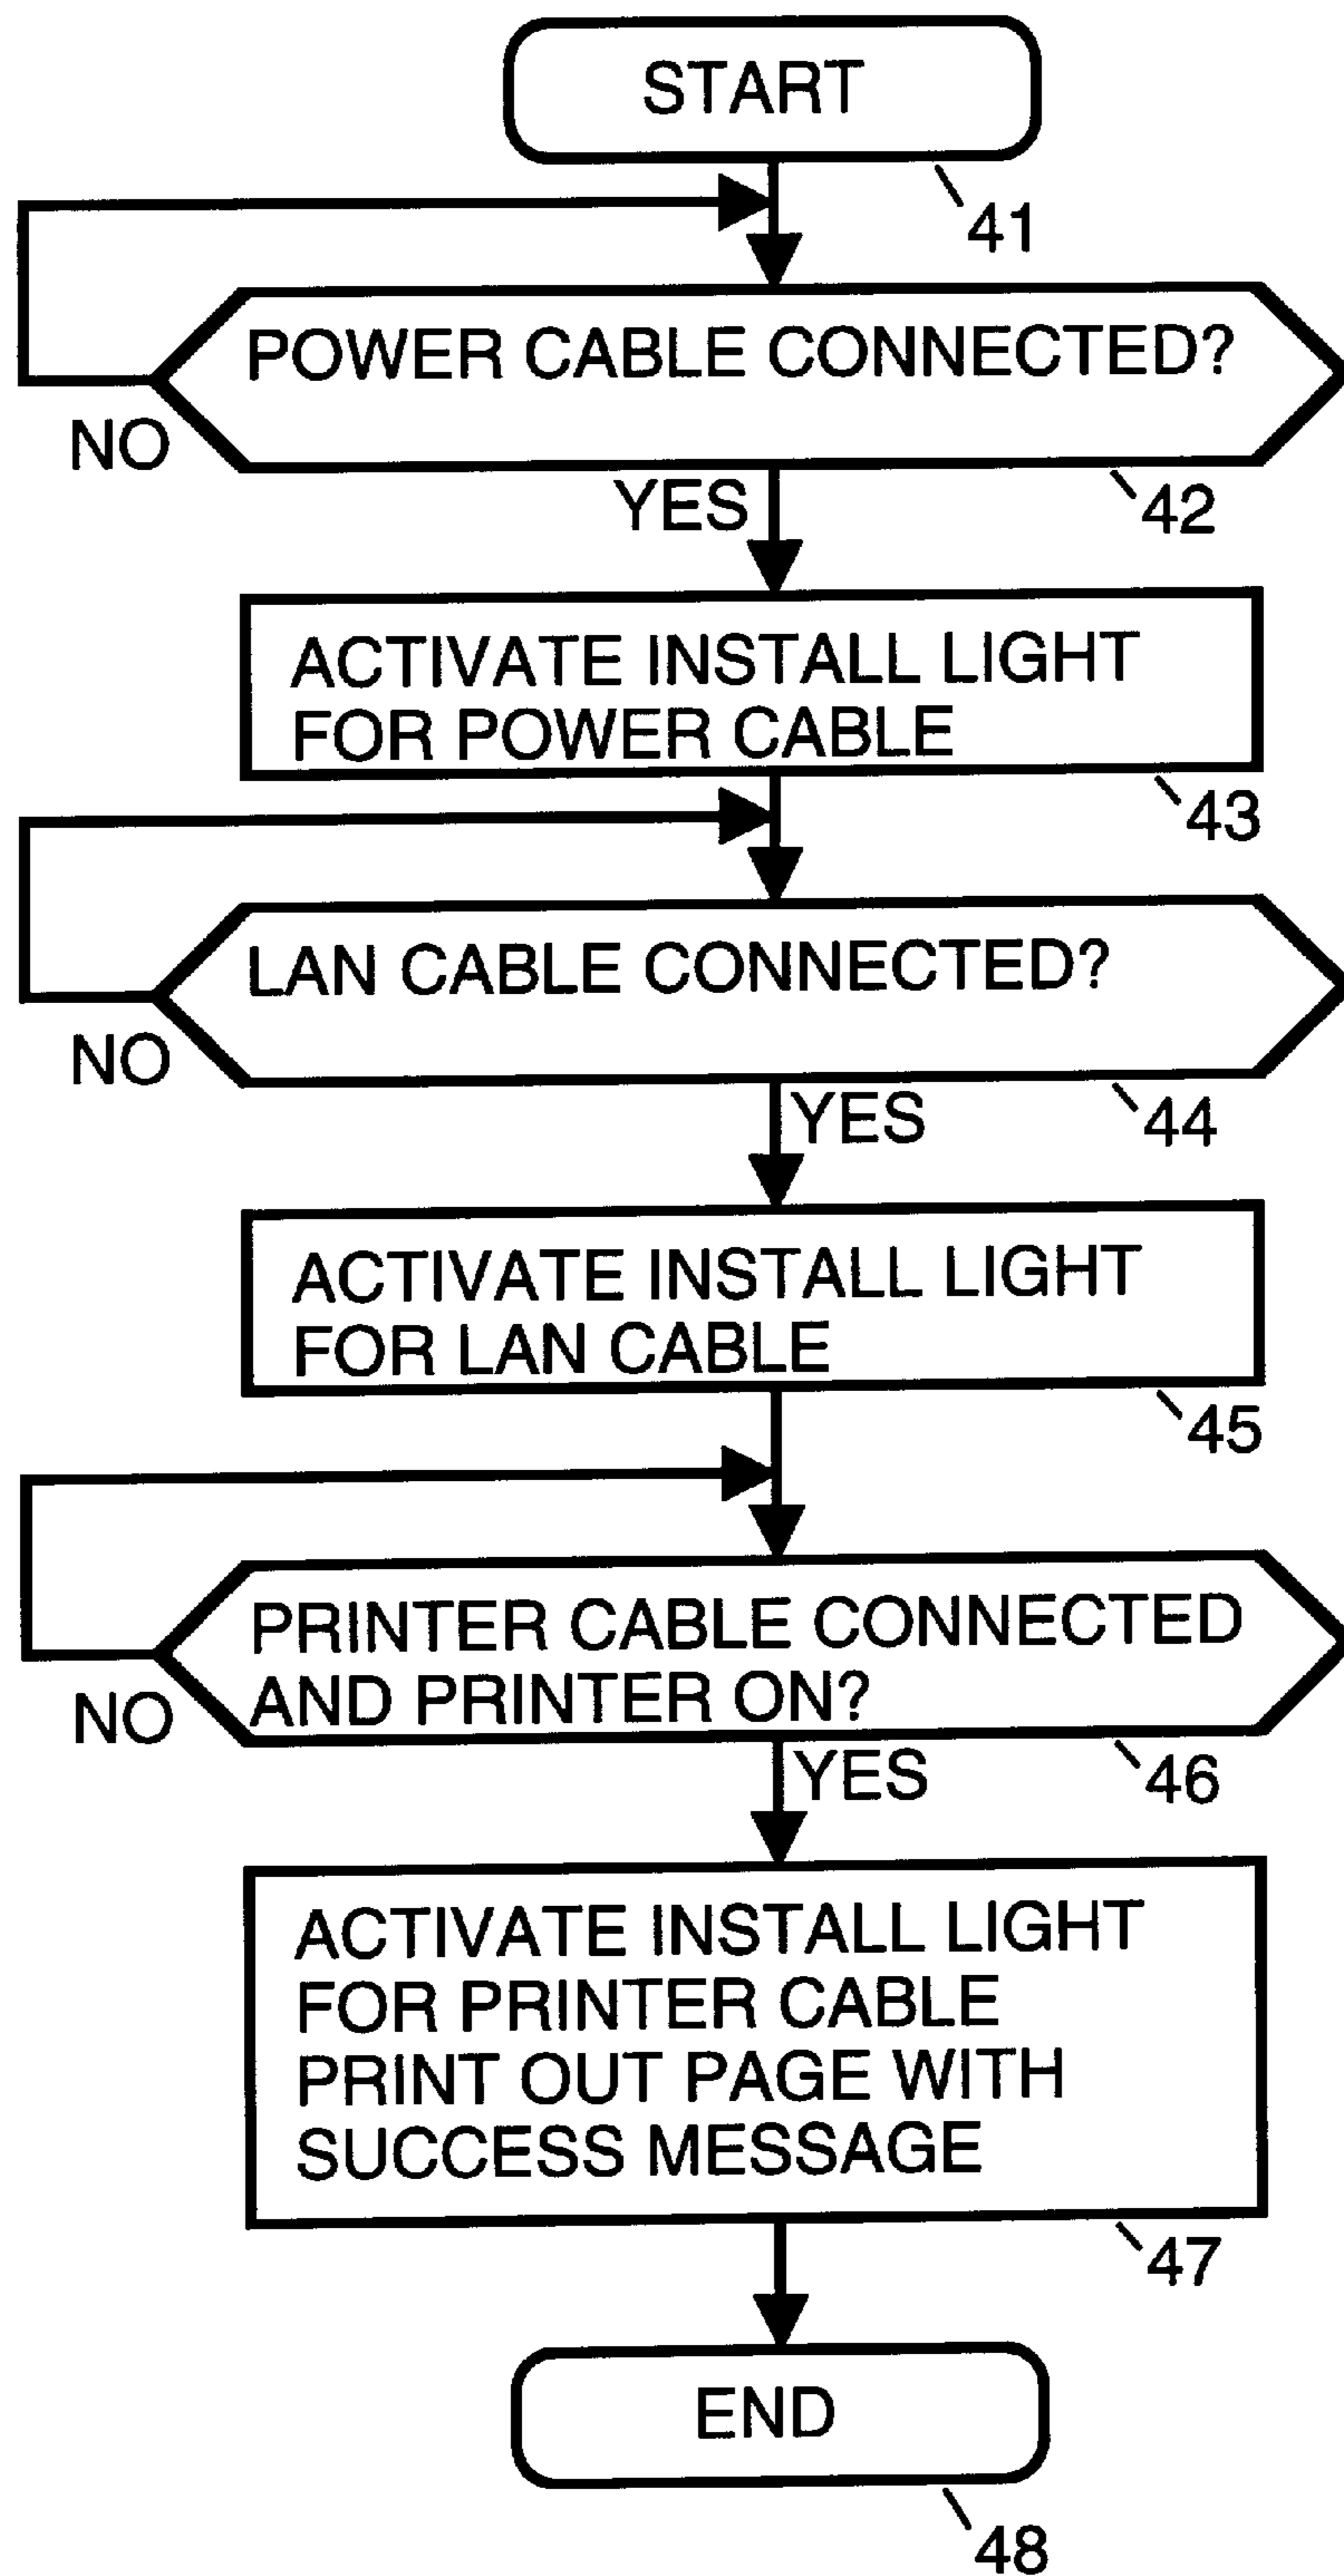 START
41
POWER CABLE CONNECTED?
NO
YES
42
ACTIVATE INSTALL LIGHT
FOR POWER CABLE
43
LAN CABLE CONNECTED?
NO
YES
44
ACTIVATE INSTALL LIGHT
FOR LAN CABLE
45
PRINTER CABLE CONNECTED
AND PRINTER ON?
NO
YES
46
ACTIVATE INSTALL LIGHT
FOR PRINTER CABLE
PRINT OUT PAGE WITH
SUCCESS MESSAGE
47
END
48